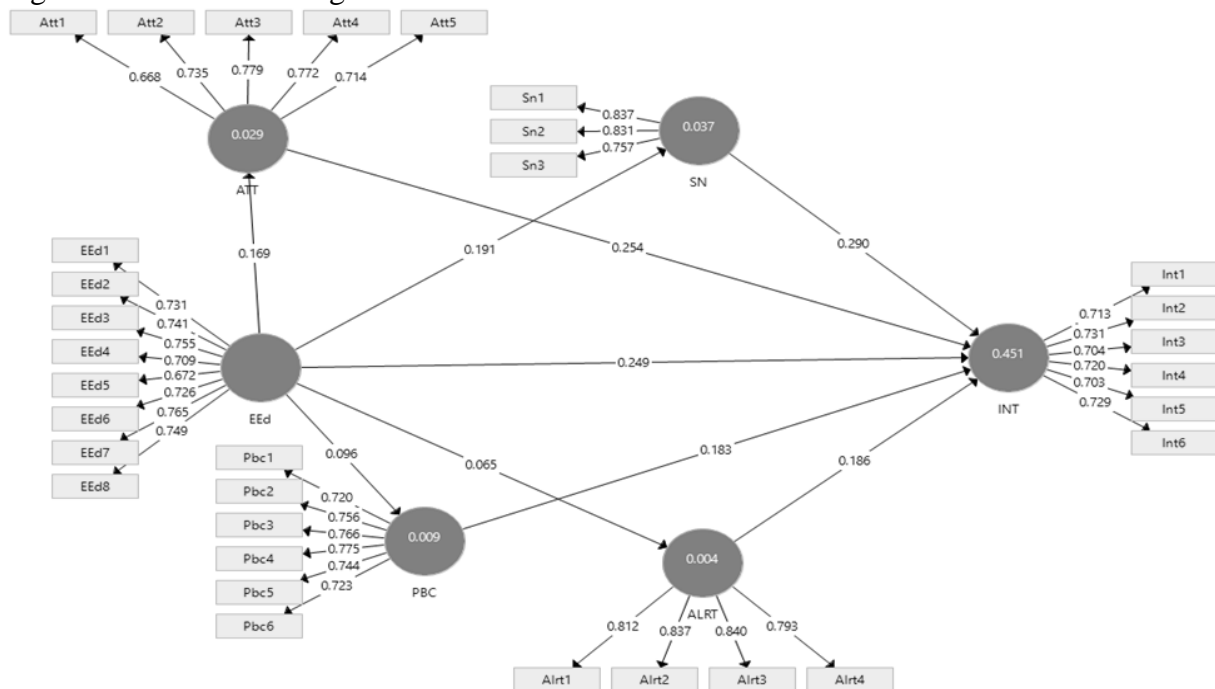 Att1 Att2 Att3 Att4 Att5
0.668 0.735 0.779 0.772 0.714
0.029
ATT
Sn1
Sn2
Sn3
0.837
0.831
0.757
0.037
SN
0.169
0.191
0.254
0.290
EEd1
EEd2
EEd3
EEd4
EEd5
EEd6
EEd7
EEd8
0.731
0.741
0.755
0.709
0.672
0.726
0.765
0.749
EEd
0.249
0.451
INT
0.713
0.731
0.704
0.720
0.703
0.729
Int1
Int2
Int3
Int4
Int5
Int6
0.096
0.065
0.183
0.186
Pbc1
Pbc2
Pbc3
Pbc4
Pbc5
Pbc6
0.720
0.756
0.766
0.775
0.744
0.723
0.009
PBC
0.004
ALRT
0.812 0.837 0.840 0.793
Alrt1 Alrt2 Alrt3 Alrt4